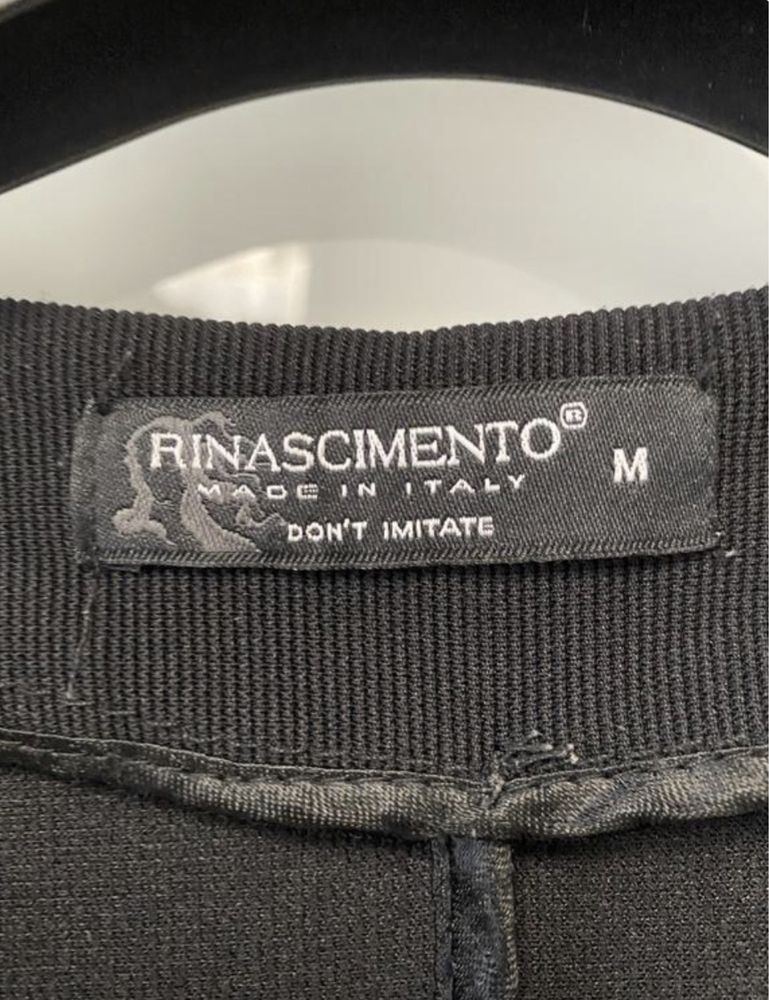 RINASCIMENTO®
MADE IN ITALY
DON'T IMITATE
M